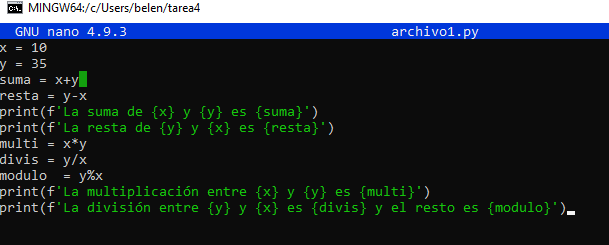 MINGW64:/c/Users/belen/tarea4
GNU nano 4.9.3 archivo1.py
x = 10
y = 35
suma = x+y
resta = y-x
print(f'La suma de {x} y {y} es {suma}')
print(f'La resta de {y} y {x} es {resta}')
multi = x*y
divis = y/x
modulo  = y%x
print(f'La multiplicación entre {x} y {y} es {multi}')
print(f'La división entre {y} y {x} es {divis} y el resto es {modulo}')